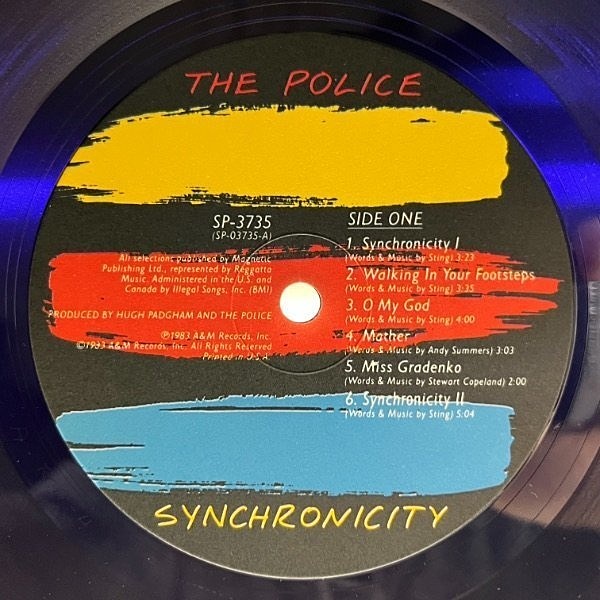 THE POLICE
SP-3735
(SP-03735-A)
All selections published by Magnetic
Publishing Ltd., represented by Reggatta
Music. Administered in the U.S. and
Canada by Illegal Songs, Inc. (BMI)
PRODUCED BY HUGH PADGHAM AND THE POLICE
℗1983 A&M Records, Inc.
©1983 A&M Records, Inc. All Rights Reserved
Printed in U.S.A.
SIDE ONE
1. Synchronicity I
(Words & Music by Sting) 3:23
2. Walking In Your Footsteps
(Words & Music by Sting) 3:35
3. O My God
(Words & Music by Sting) 4:00
4. Mother
(Words & Music by Andy Summers) 3:03
5. Miss Gradenko
(Words & Music by Stewart Copeland) 2:00
6. Synchronicity II
(Words & Music by Sting) 5:04
SYNCHRONICITY